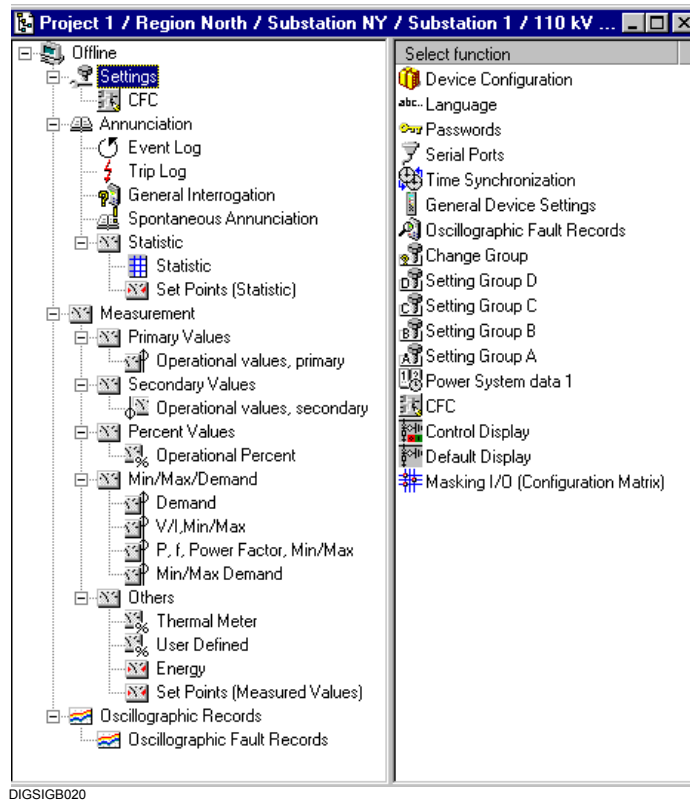 Project 1 / Region North / Substation NY / Substation 1 / 110 kV ...
Offline
Settings
CFC
Annunciation
Event Log
Trip Log
General Interrogation
Spontaneous Annunciation
Statistic
Statistic
Set Points (Statistic)
Measurement
Primary Values
Operational values, primary
Secondary Values
Operational values, secondary
Percent Values
Operational Percent
Min/Max/Demand
Demand
V/I,Min/Max
P, f, Power Factor, Min/Max
Min/Max Demand
Others
Thermal Meter
User Defined
Energy
Set Points (Measured Values)
Oscillographic Records
Oscillographic Fault Records
Select function
Device Configuration
abc.. Language
Passwords
Serial Ports
Time Synchronization
General Device Settings
Oscillographic Fault Records
Change Group
D Setting Group D
C Setting Group C
B Setting Group B
A Setting Group A
Power System data 1
CFC
Control Display
Default Display
Masking I/O (Configuration Matrix)
DIGSIGB020